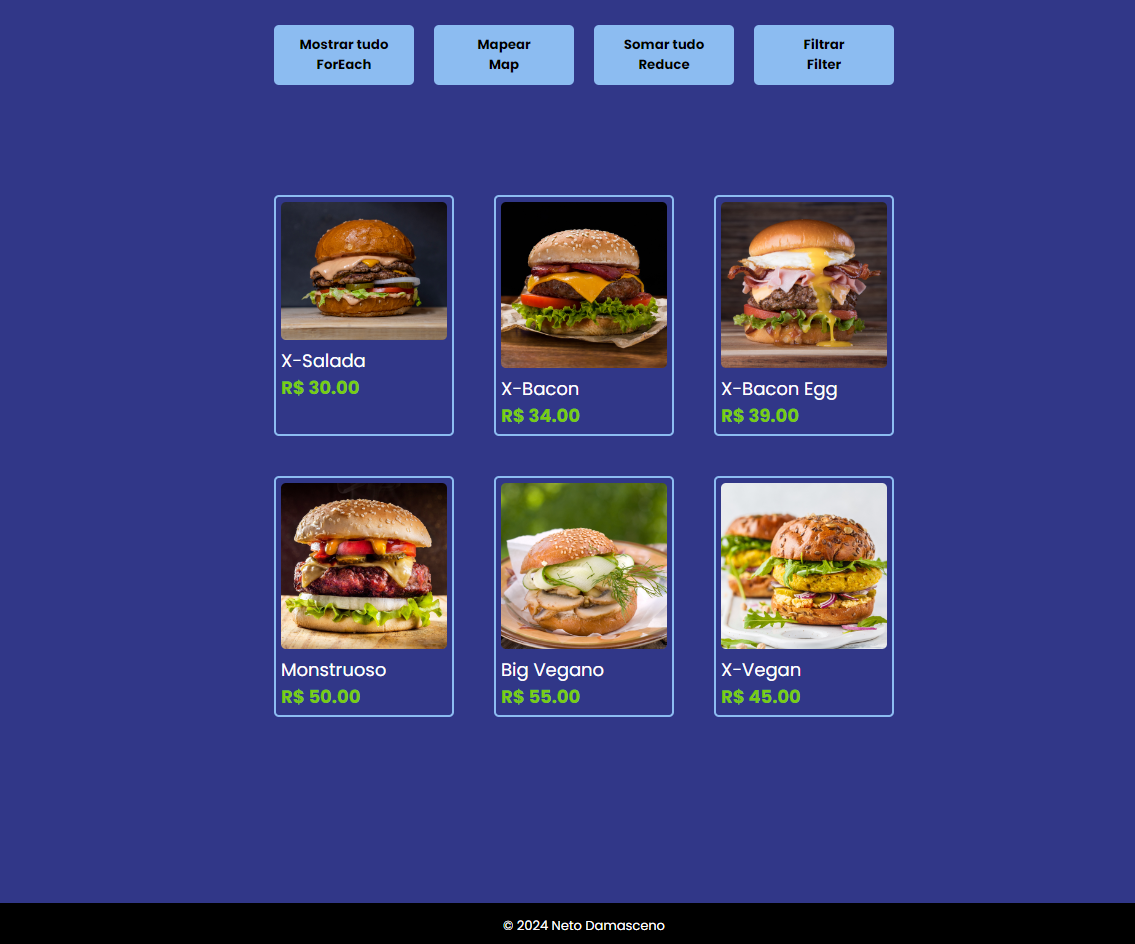 Mostrar tudo
ForEach
Mapear
Map
Somar tudo
Reduce
Filtrar
Filter
X-Salada
R$ 30.00
X-Bacon
R$ 34.00
X-Bacon Egg
R$ 39.00
Monstruoso
R$ 50.00
Big Vegano
R$ 55.00
X-Vegan
R$ 45.00
© 2024 Neto Damasceno